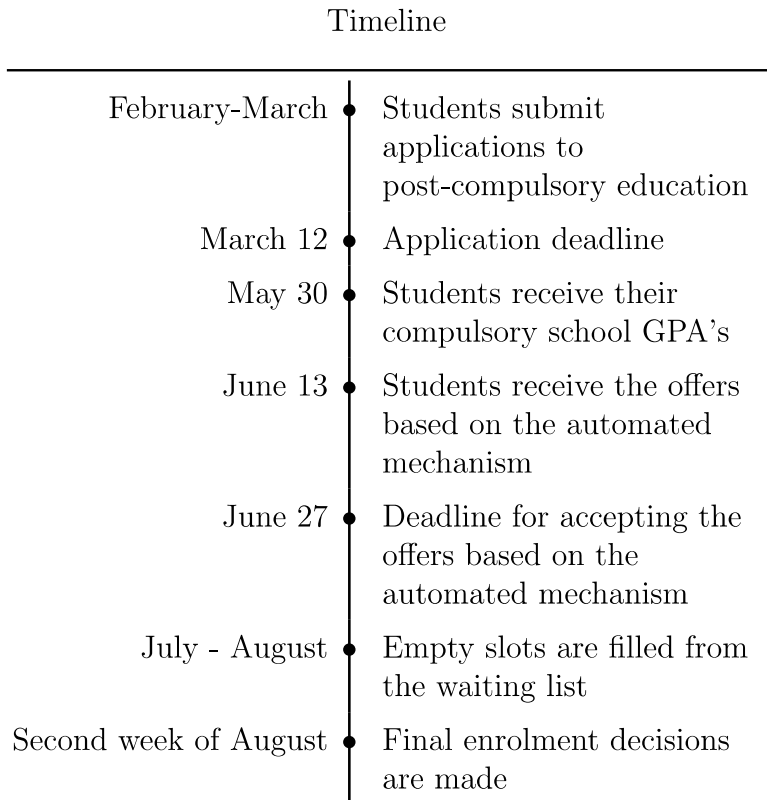 Timeline
February-March
Students submit
applications to
post-compulsory education
March 12
Application deadline
May 30
Students receive their
compulsory school GPA's
June 13
Students receive the offers
based on the automated
mechanism
June 27
Deadline for accepting the
offers based on the
automated mechanism
July - August
Empty slots are filled from
the waiting list
Second week of August
Final enrolment decisions
are made